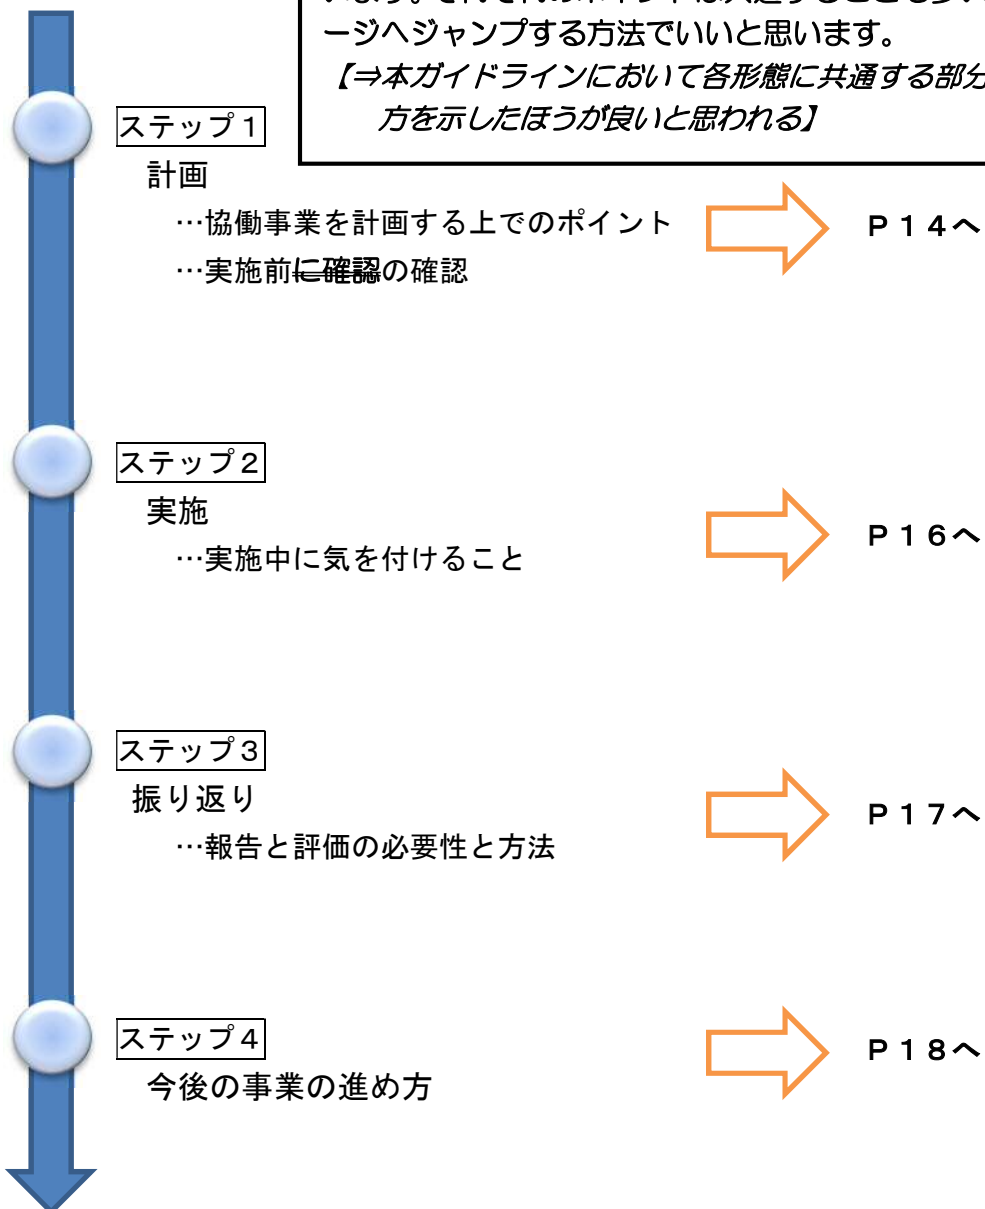 ージへジャンプする方法でいいと思います。
【⇒本ガイドラインにおいて各形態に共通する部分
方を示したほうが良いと思われる】
ステップ1
計画
…協働事業を計画する上でのポイント
P14へ
…実施前に確認の確認
ステップ2
実施
…実施中に気を付けること
P16へ
ステップ3
振り返り
…報告と評価の必要性と方法
P17へ
ステップ4
今後の事業の進め方
P18へ